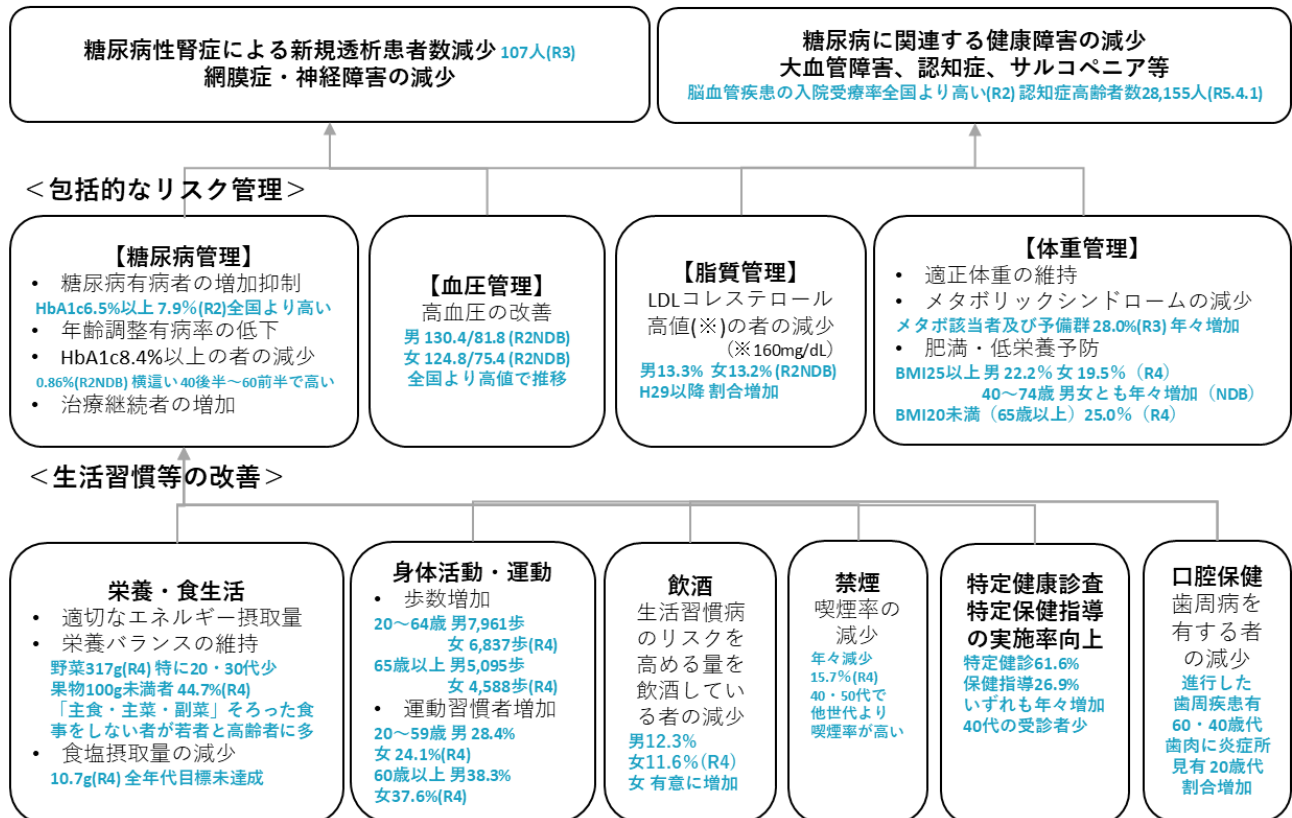 糖尿病性腎症による新規透析患者数減少 107人(R3)
網膜症・神経障害の減少
糖尿病に関連する健康障害の減少
大血管障害、認知症、サルコペニア等
脳血管疾患の入院受療率全国より高い(R2) 認知症高齢者数28,155人(R5.4.1)
＜包括的なリスク管理＞
【糖尿病管理】
• 糖尿病有病者の増加抑制
HbA1c6.5%以上 7.9%(R2)全国より高い
• 年齢調整有病率の低下
• HbA1c8.4%以上の者の減少
0.86%(R2NDB) 横這い 40後半～60前半で高い
• 治療継続者の増加
【血圧管理】
高血圧の改善
男 130.4/81.8 (R2NDB)
女 124.8/75.4 (R2NDB)
全国より高値で推移
【脂質管理】
LDLコレステロール
高値(※)の者の減少
(※160mg/dL)
男13.3% 女13.2% (R2NDB)
H29以降 割合増加
【体重管理】
• 適正体重の維持
• メタボリックシンドロームの減少
メタボ該当者及び予備群 28.0%(R3) 年々増加
• 肥満・低栄養予防
BMI25以上 男 22.2% 女 19.5%（R4）
40～74歳 男女とも年々増加（NDB）
BMI20未満（65歳以上）25.0%（R4）
＜生活習慣等の改善＞
栄養・食生活
• 適切なエネルギー摂取量
• 栄養バランスの維持
野菜317g(R4) 特に20・30代少
果物100g未満者 44.7%(R4)
「主食・主菜・副菜」そろった食
事をしない者が若者と高齢者に多
• 食塩摂取量の減少
10.7g(R4) 全年代目標未達成
身体活動・運動
• 歩数増加
20～64歳 男7,961歩
女 6,837歩(R4)
65歳以上 男5,095歩
女 4,588歩(R4)
• 運動習慣者増加
20～59歳 男 28.4%
女 24.1%(R4)
60歳以上 男38.3%
女37.6%(R4)
飲酒
生活習慣病
のリスクを
高める量を
飲酒してい
る者の減少
男12.3%
女11.6%(R4)
女 有意に増加
禁煙
喫煙率の
減少
年々減少
15.7%(R4)
40・50代で
他世代より
喫煙率が高い
特定健康診査
特定保健指導
の実施率向上
特定健診61.6%
保健指導26.9%
いずれも年々増加
40代の受診者少
口腔保健
歯周病を
有する者
の減少
進行した
歯周疾患有
60・40歳代
歯肉に炎症所
見有 20歳代
割合増加